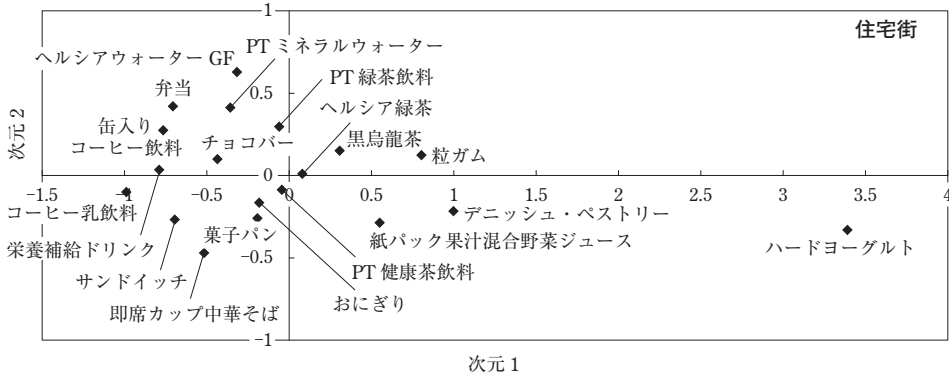 1
住宅街
PT ミネラルウォーター
ヘルシアウォーター GF
PT 緑茶飲料
弁当
0.5
ヘルシア緑茶
缶入り
コーヒー飲料
チョコバー
黒烏龍茶
粒ガム
次元 2
0
-1.5
-1
-0.5
0
0.5
1
1.5
2
2.5
3
3.5
4
コーヒー乳飲料
デニッシュ・ペストリー
菓子パン
紙パック果汁混合野菜ジュース
栄養補給ドリンク
ハードヨーグルト
-0.5
サンドイッチ
PT 健康茶飲料
おにぎり
即席カップ中華そば
-1
次元 1